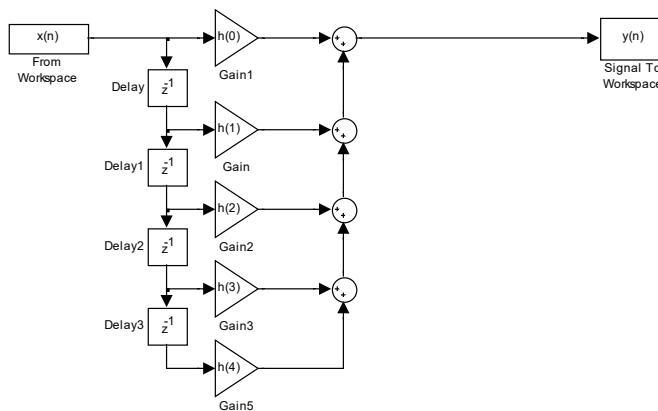 x(n)
From
Workspace
h(0)
Gain1
+
+
y(n)
Signal To
Workspace
Delay
z-1
h(1)
Gain
+
+
Delay1
z-1
h(2)
Gain2
+
+
Delay2
z-1
h(3)
Gain3
+
+
Delay3
z-1
h(4)
Gain5